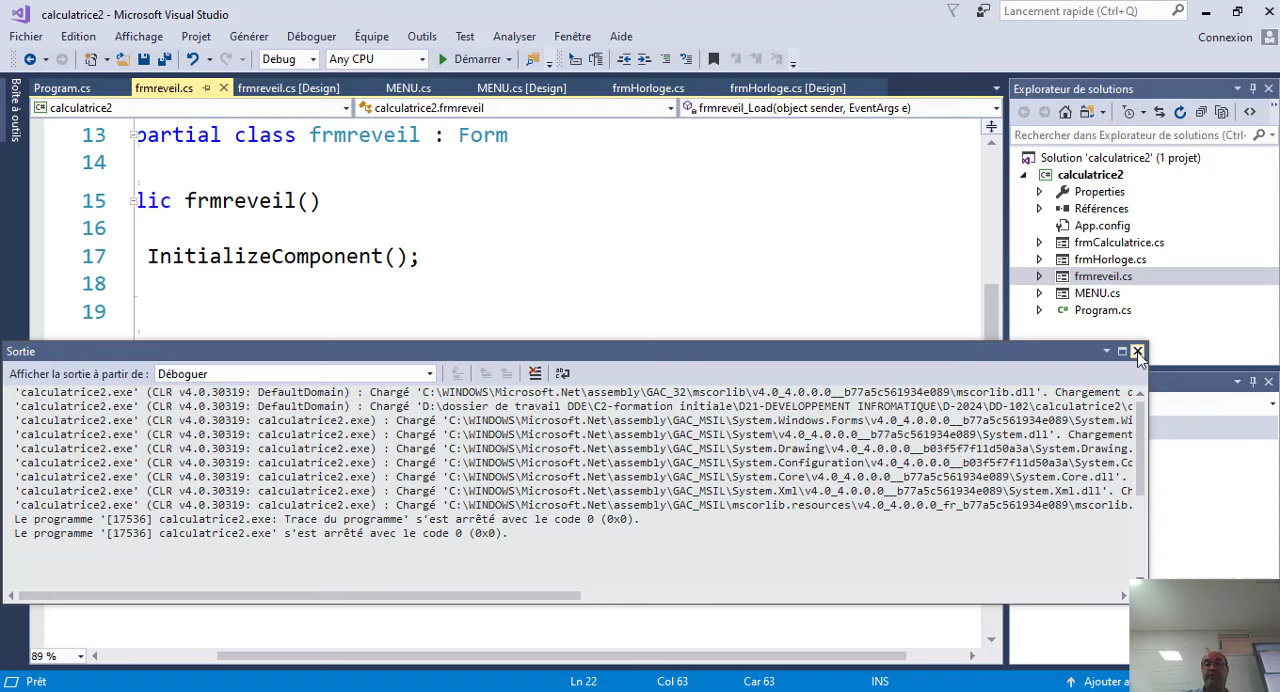 calculatrice2 - Microsoft Visual Studio
Lancement rapide (Ctrl+Q)
Fichier Edition Affichage Projet Générer Déboguer Équipe Outils Test Analyser Fenêtre Aide
Connexion
Debug Any CPU Démarrer
Boîte à outils
Program.cs frmreveil.cs frmreveil.cs [Design] MENU.cs MENU.cs [Design] frmHorloge.cs frmHorloge.cs [Design]
calculatrice2 calculatrice2.frmreveil frmreveil_Load(object sender, EventArgs e)
13 partial class frmreveil : Form
14
15 lic frmreveil()
16
17 InitializeComponent();
18
19
Explorateur de solutions
Rechercher dans Explorateur de solutions (Ctrl-
Solution 'calculatrice2' (1 projet)
calculatrice2
Properties
Références
App.config
frmCalculatrice.cs
frmHorloge.cs
frmreveil.cs
MENU.cs
Program.cs
Sortie
Afficher la sortie à partir de : Déboguer
'calculatrice2.exe' (CLR v4.0.30319: DefaultDomain) : Chargé 'C:\WINDOWS\Microsoft.Net\assembly\GAC_32\mscorlib\v4.0_4.0.0.0__b77a5c561934e089\mscorlib.dll'. Chargement d
'calculatrice2.exe' (CLR v4.0.30319: DefaultDomain) : Chargé 'D:\dossier de travail DDE\C2-formation initiale\D21-DEVELOPPEMENT INFROMATIQUE\D-2024\DD-102\calculatrice2\c
'calculatrice2.exe' (CLR v4.0.30319: calculatrice2.exe) : Chargé 'C:\WINDOWS\Microsoft.Net\assembly\GAC_MSIL\System.Windows.Forms\v4.0_4.0.0.0__b77a5c561934e089\System.Wi
'calculatrice2.exe' (CLR v4.0.30319: calculatrice2.exe) : Chargé 'C:\WINDOWS\Microsoft.Net\assembly\GAC_MSIL\System\v4.0_4.0.0.0__b77a5c561934e089\System.dll'. Chargement
'calculatrice2.exe' (CLR v4.0.30319: calculatrice2.exe) : Chargé 'C:\WINDOWS\Microsoft.Net\assembly\GAC_MSIL\System.Drawing\v4.0_4.0.0.0__b03f5f7f11d50a3a\System.Drawing.
'calculatrice2.exe' (CLR v4.0.30319: calculatrice2.exe) : Chargé 'C:\WINDOWS\Microsoft.Net\assembly\GAC_MSIL\System.Configuration\v4.0_4.0.0.0__b03f5f7f11d50a3a\System.Co
'calculatrice2.exe' (CLR v4.0.30319: calculatrice2.exe) : Chargé 'C:\WINDOWS\Microsoft.Net\assembly\GAC_MSIL\System.Core\v4.0_4.0.0.0__b77a5c561934e089\System.Core.dll'.
'calculatrice2.exe' (CLR v4.0.30319: calculatrice2.exe) : Chargé 'C:\WINDOWS\Microsoft.Net\assembly\GAC_MSIL\System.Xml\v4.0_4.0.0.0__b77a5c561934e089\System.Xml.dll'. Ch
'calculatrice2.exe' (CLR v4.0.30319: calculatrice2.exe) : Chargé 'C:\WINDOWS\Microsoft.Net\assembly\GAC_MSIL\mscorlib.resources\v4.0_4.0.0.0_fr_b77a5c561934e089\mscorlib.
Le programme '[17536] calculatrice2.exe: Trace du programme' s'est arrêté avec le code 0 (0x0).
Le programme '[17536] calculatrice2.exe' s'est arrêté avec le code 0 (0x0).
89 %
Prêt Ln 22 Col 63 Car 63 INS Ajouter a